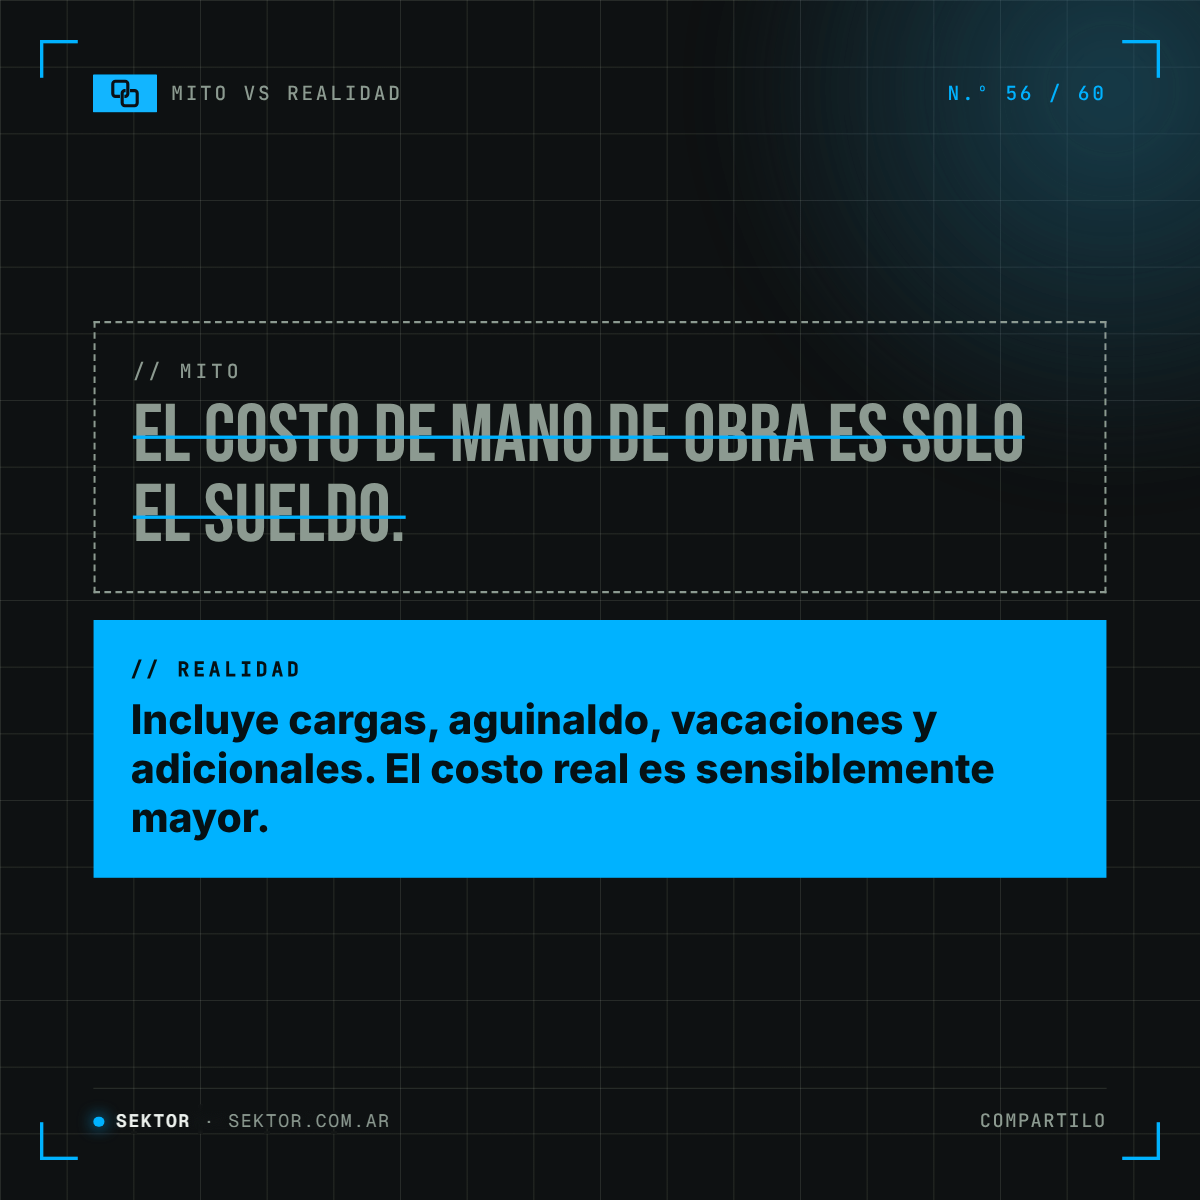 MITO VS REALIDAD
N.° 56 / 60
// MITO
EL COSTO DE MANO DE OBRA ES SOLO
EL SUELDO.
// REALIDAD
Incluye cargas, aguinaldo, vacaciones y
adicionales. El costo real es sensiblemente
mayor.
SEKTOR · SEKTOR.COM.AR
COMPARTILO